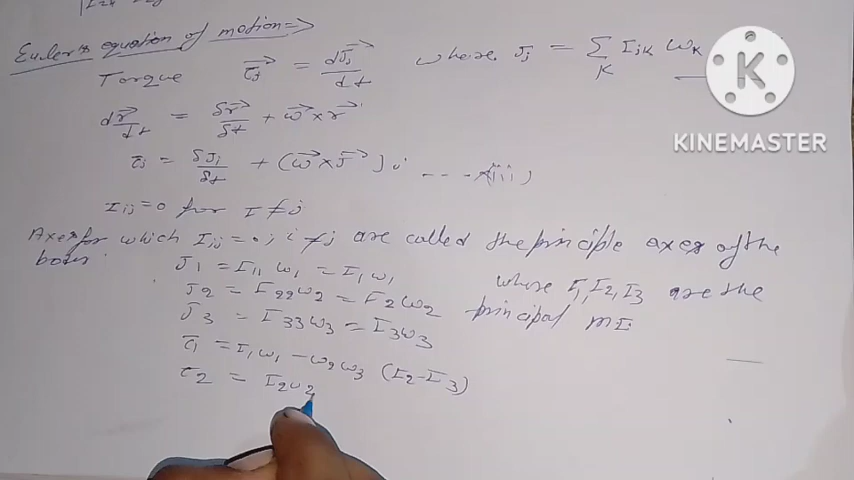 Euler's equation of motion=>
Torque τj = dJj/dt where Jj = Σ K Ijk ωk
dr/dt = δr/δt + ω×r
τj = δJj/δt + (ω×J)j ----(iii)
Iij=0 for I≠j
Axes for which Iij=0; i≠j are called the principle axes of the
body
J1 = I11 ω1 = I1ω1 where I1, I2, I3 are the
J2 = I22ω2 = I2ω2 principal MI
J3 = I33ω3 = I3ω3
τ1 = I1ω1 - ω2ω3 (I2-I3)
τ2 = I2ω2
KINEMASTER